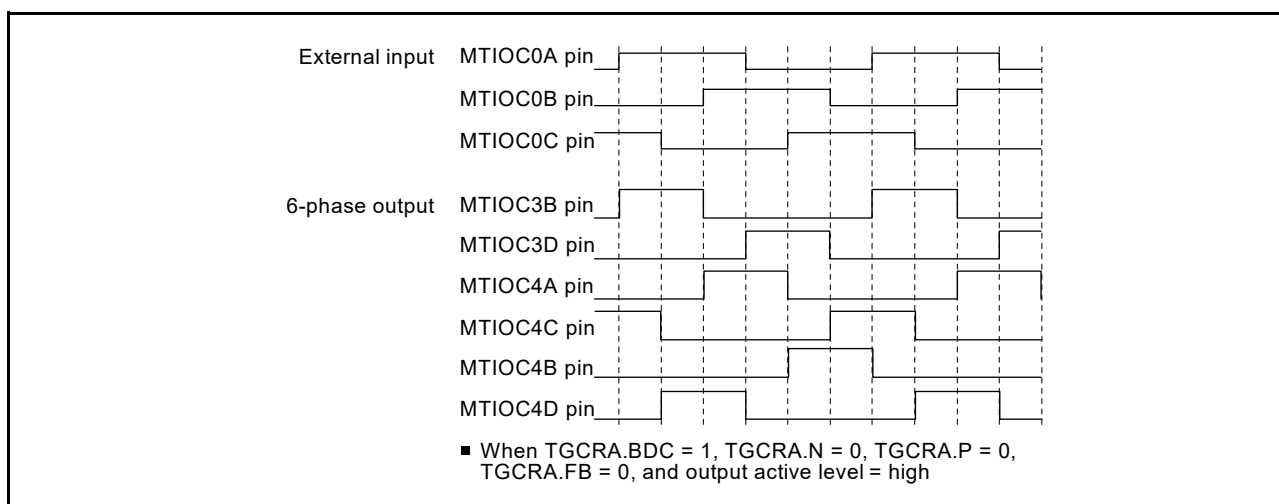 External input MTIOC0A pin
MTIOC0B pin
MTIOC0C pin
6-phase output MTIOC3B pin
MTIOC3D pin
MTIOC4A pin
MTIOC4C pin
MTIOC4B pin
MTIOC4D pin
■ When TGCRA.BDC = 1, TGCRA.N = 0, TGCRA.P = 0,
TGCRA.FB = 0, and output active level = high